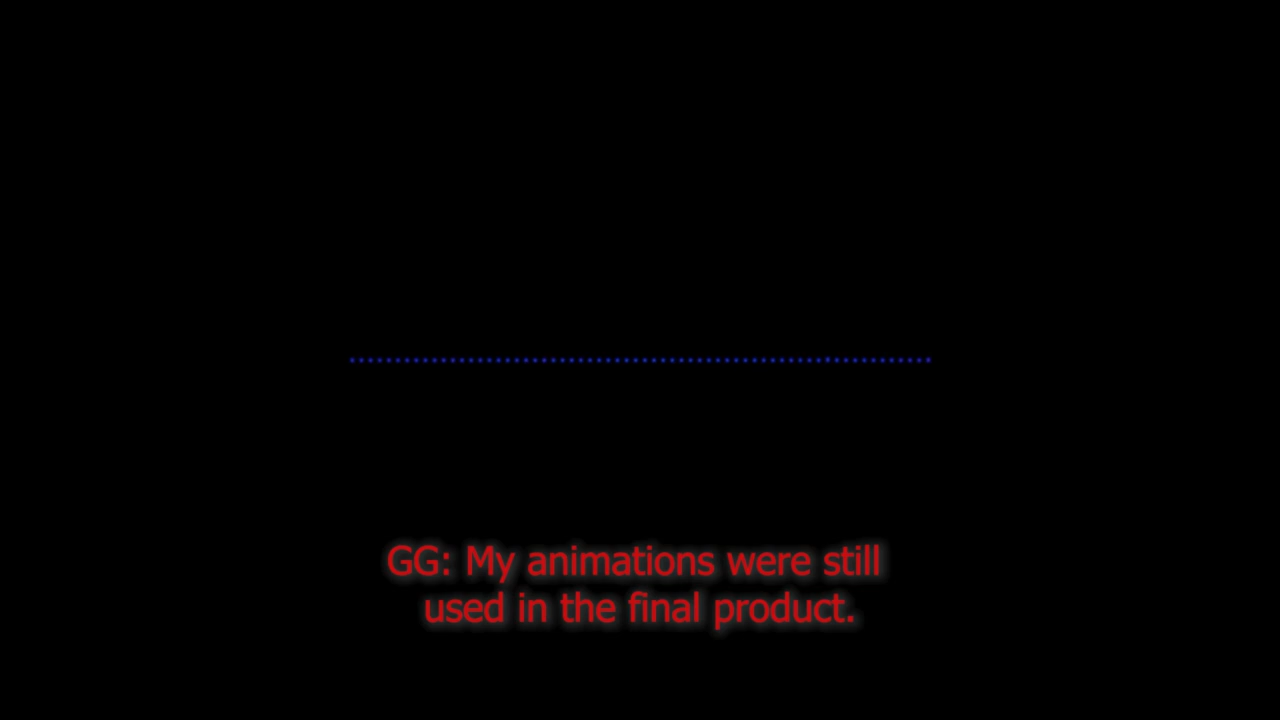 GG: My animations were still
used in the final product.